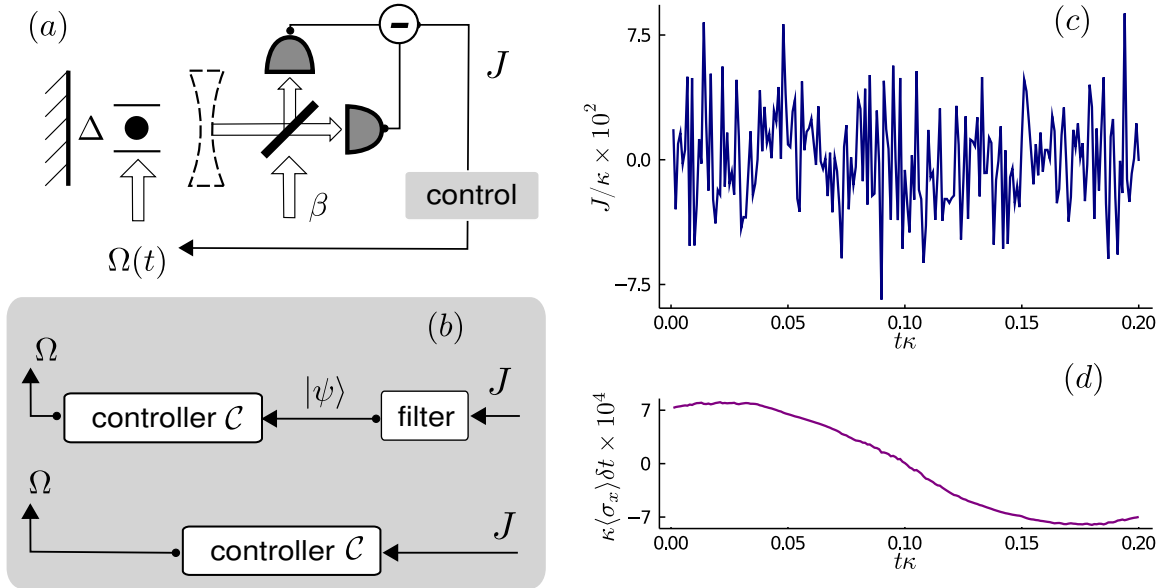 (a)
−
J
Δ
β
control
Ω(t)
(b)
Ω
controller C
|ψ⟩
filter
J
Ω
controller C
J
(c)
J/κ × 10²
7.5
0.0
−7.5
0.00 0.05 0.10 0.15 0.20
tκ
(d)
κ⟨σₓ⟩δt × 10⁴
7
0
−7
0.00 0.05 0.10 0.15 0.20
tκ